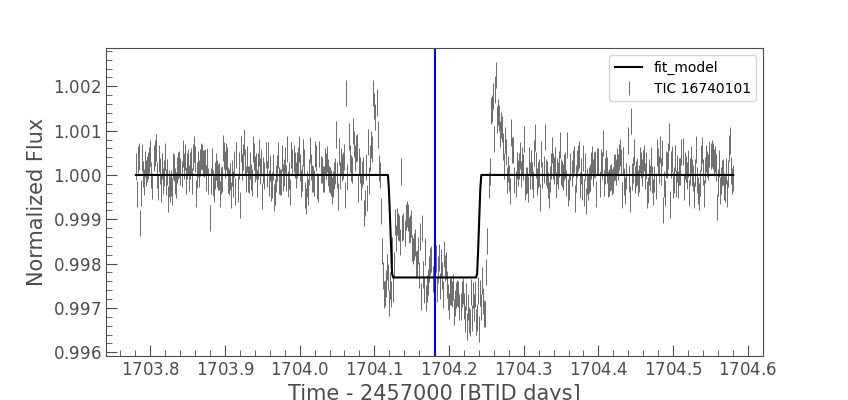 fit_model
TIC 16740101
Normalized Flux
1.002
1.001
1.000
0.999
0.998
0.997
0.996
1703.8 1703.9 1704.0 1704.1 1704.2 1704.3 1704.4 1704.5 1704.6
Time - 2457000 [BTJD days]